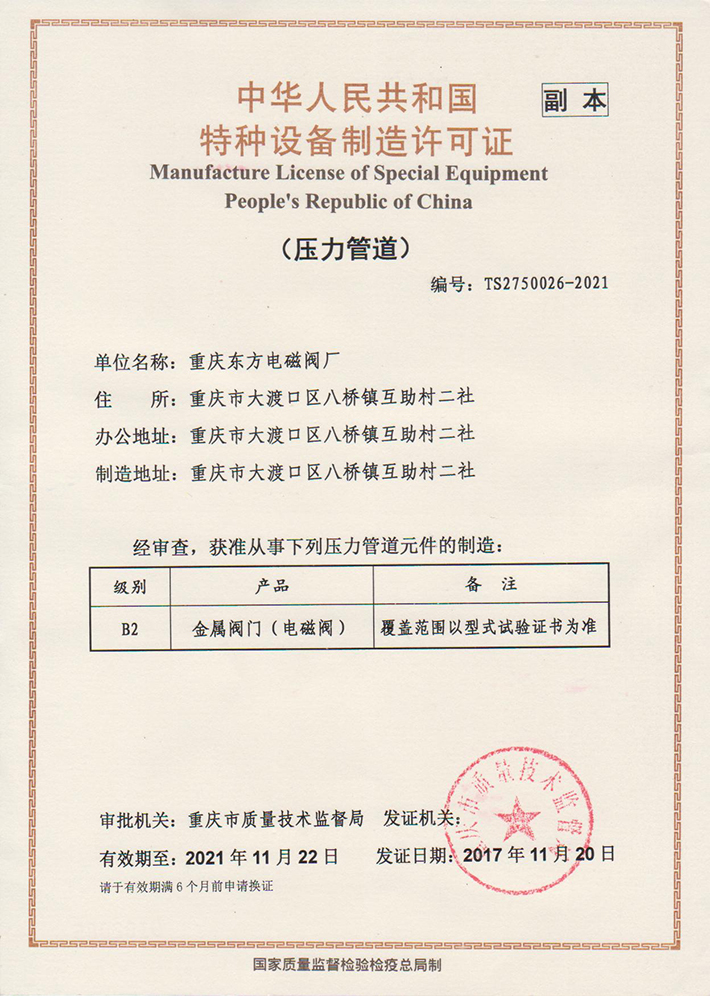 中华人民共和国
副 本
特种设备制造许可证
Manufacture License of Special Equipment
People's Republic of China
（压力管道）
编号：TS2750026-2021
单位名称：重庆东方电磁阀厂
住　　所：重庆市大渡口区八桥镇互助村二社
办公地址：重庆市大渡口区八桥镇互助村二社
制造地址：重庆市大渡口区八桥镇互助村二社
经审查，获准从事下列压力管道元件的制造：
级别 产品 备 注
B2 金属阀门（电磁阀） 覆盖范围以型式试验证书为准
重庆市质量技术监督局
审批机关：重庆市质量技术监督局 发证机关：
有效期至：2021 年 11 月 22 日 发证日期：2017 年 11 月 20 日
请于有效期满 6 个月前申请换证
国家质量监督检验检疫总局制